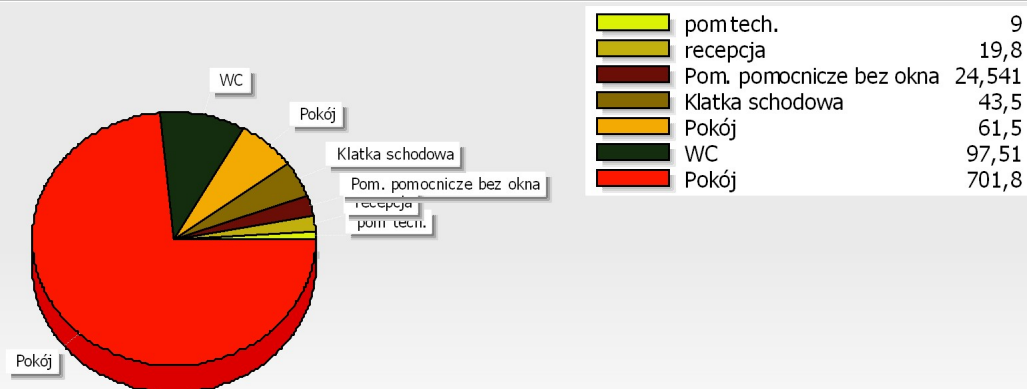 WC
Pokój
Klatka schodowa
Pom. pomocnicze bez okna
recepcja
pom tech.
Pokój
pom tech. 9
recepcja 19,8
Pom. pomocnicze bez okna 24,541
Klatka schodowa 43,5
Pokój 61,5
WC 97,51
Pokój 701,8